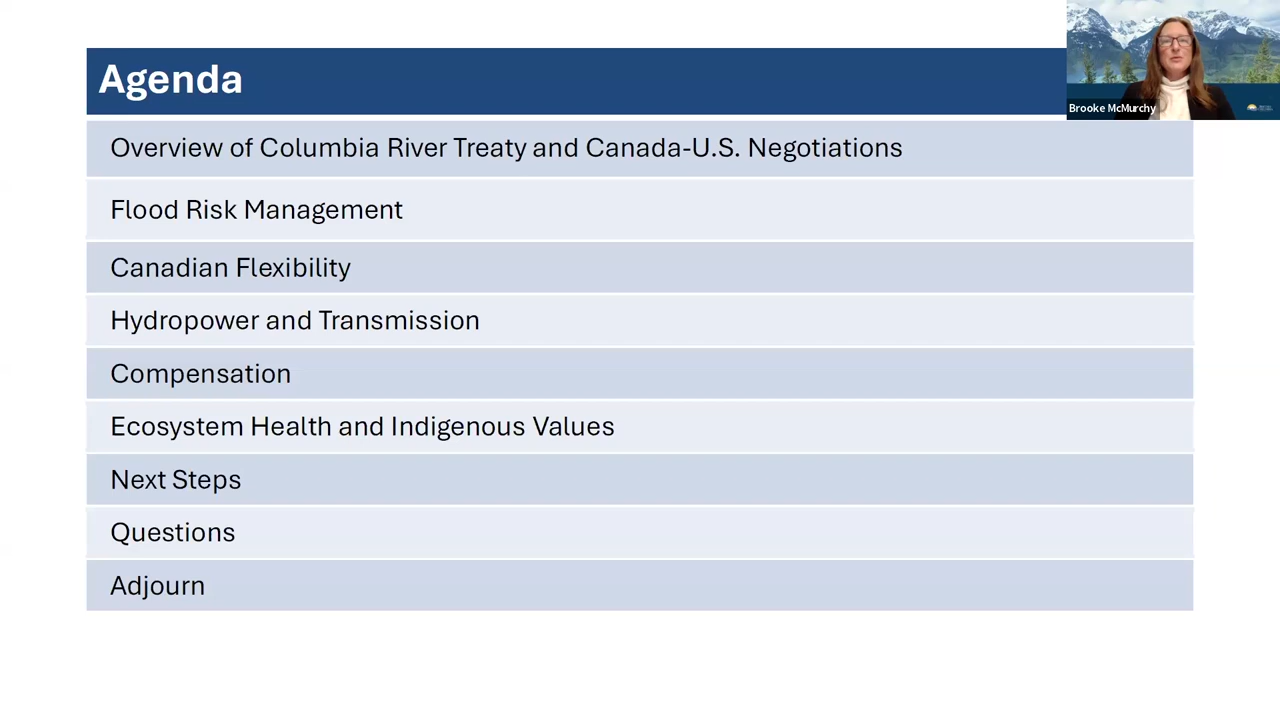 Agenda
Brooke McMurchy
Overview of Columbia River Treaty and Canada-U.S. Negotiations
Flood Risk Management
Canadian Flexibility
Hydropower and Transmission
Compensation
Ecosystem Health and Indigenous Values
Next Steps
Questions
Adjourn